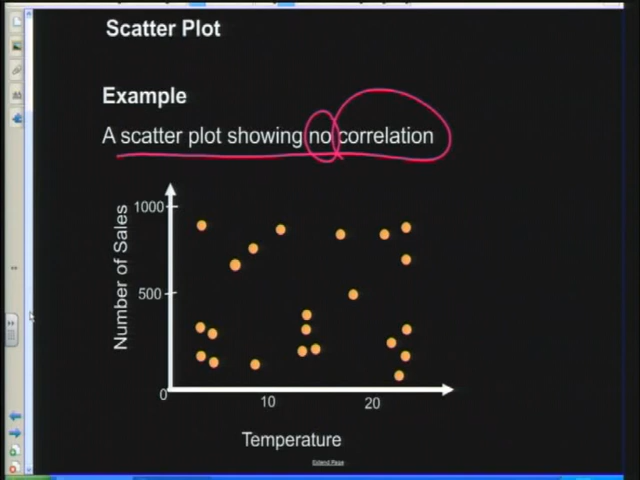 Scatter Plot
Example
A scatter plot showing no correlation
1000
500
0
10
20
Number of Sales
Temperature
Extend Page